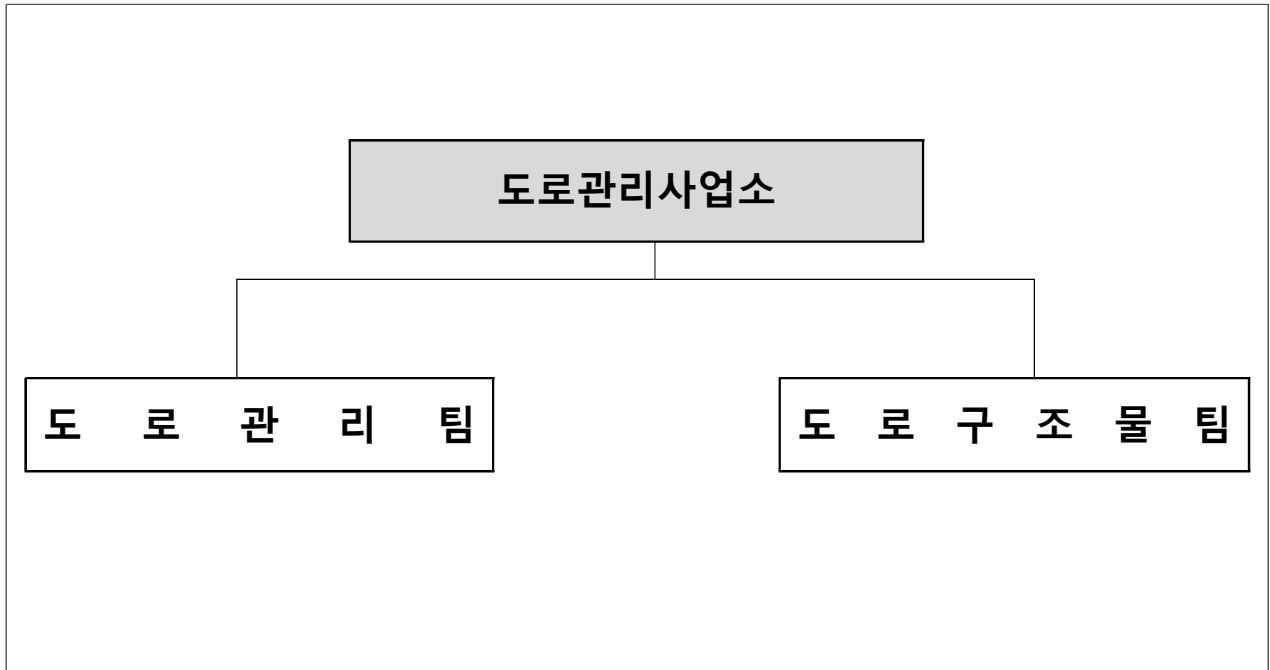 도로관리사업소
도 로 관 리 팀
도 로 구 조 물 팀